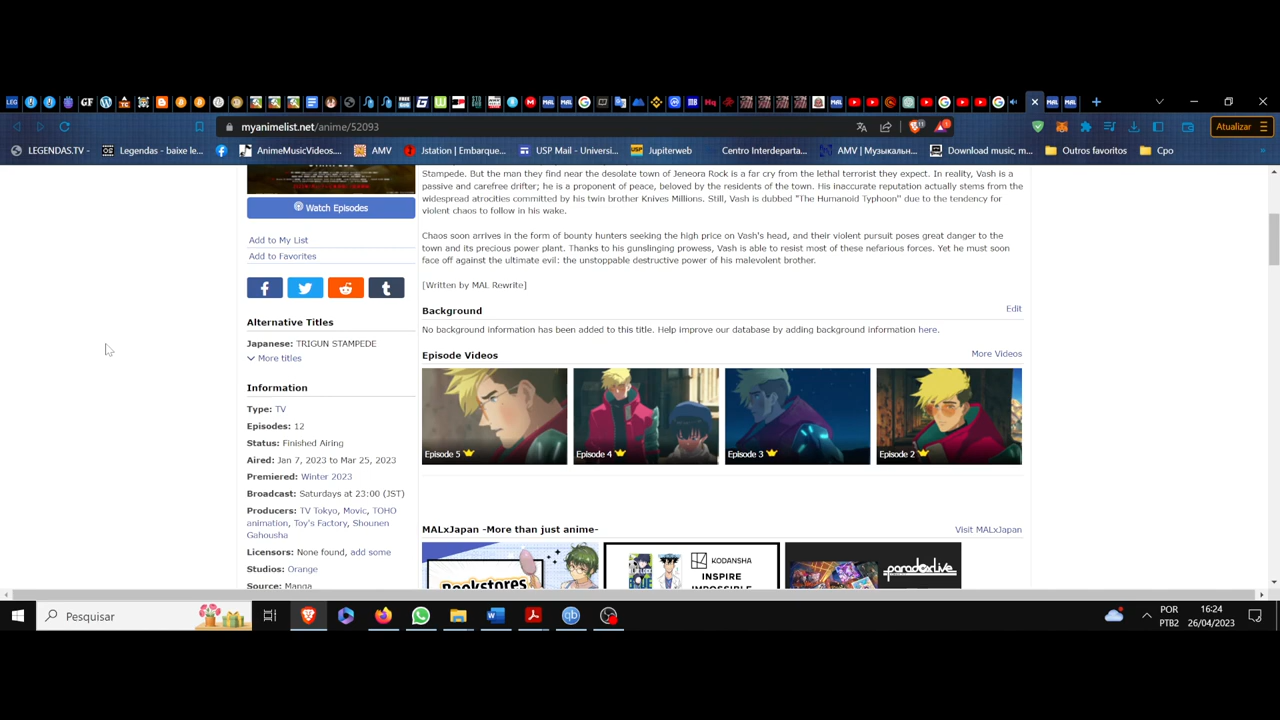 Atualizar
myanimelist.net/anime/52093
LEGENDAS.TV -
Legendas - baixe le...
AnimeMusicVideos....
AMV
Jstation | Embarque...
USP Mail - Universi...
Jupiterweb
Centro Interdeparta...
AMV | Музыкальн...
Download music, m...
Outros favoritos
Cpo
Stampede. But the man they find near the desolate town of Jeneora Rock is a far cry from the lethal terrorist they expect. In reality, Vash is a
passive and carefree drifter; he is a proponent of peace, beloved by the residents of the town. His inaccurate reputation actually stems from the
widespread atrocities committed by his twin brother Knives Millions. Still, Vash is dubbed "The Humanoid Typhoon" due to the tendency for
violent chaos to follow in his wake.
Chaos soon arrives in the form of bounty hunters seeking the high price on Vash's head, and their violent pursuit poses great danger to the
town and its precious power plant. Thanks to his gunslinging prowess, Vash is able to resist most of these nefarious forces. Yet he must soon
face off against the ultimate evil: the unstoppable destructive power of his malevolent brother.
[Written by MAL Rewrite]
Watch Episodes
Add to My List
Add to Favorites
Alternative Titles
Japanese: TRIGUN STAMPEDE
More titles
Information
Type: TV
Episodes: 12
Status: Finished Airing
Aired: Jan 7, 2023 to Mar 25, 2023
Premiered: Winter 2023
Broadcast: Saturdays at 23:00 (JST)
Producers: TV Tokyo, Movic, TOHO
animation, Toy's Factory, Shounen
Gahousha
Licensors: None found, add some
Studios: Orange
Source: Manga
Background
Edit
No background information has been added to this title. Help improve our database by adding background information here.
Episode Videos
More Videos
Episode 5
Episode 4
Episode 3
Episode 2
MALxJapan -More than just anime-
Visit MALxJapan
Bookstores
BLUE
KODANSHA
INSPIRE
IMPOSSIBLE
paradoxlive
Pesquisar
POR
PTB2
16:24
26/04/2023